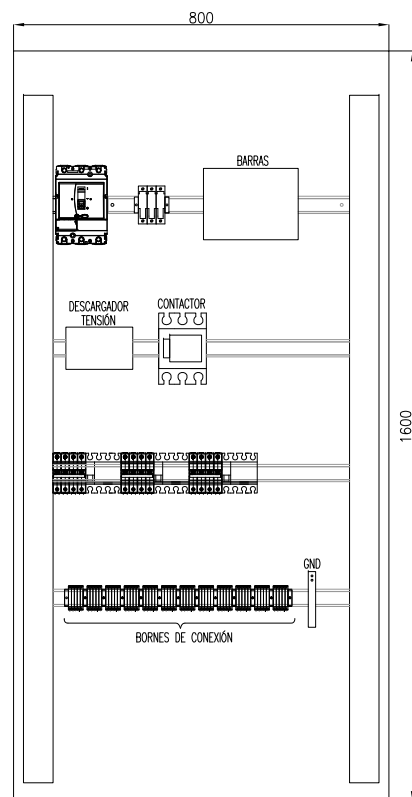 800
BARRAS
DESCARGADOR
TENSIÓN
CONTACTOR
1600
GND
BORNES DE CONEXIÓN